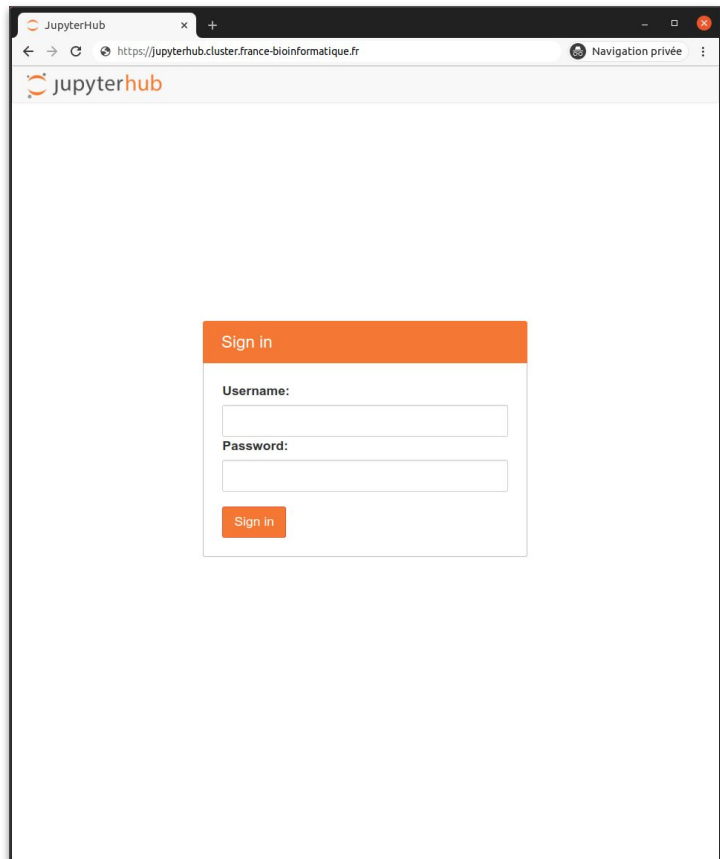 JupyterHub
https://jupyterhub.cluster.france-bioinformatique.fr Navigation privée
jupyterhub
Sign in
Username:
Password:
Sign in